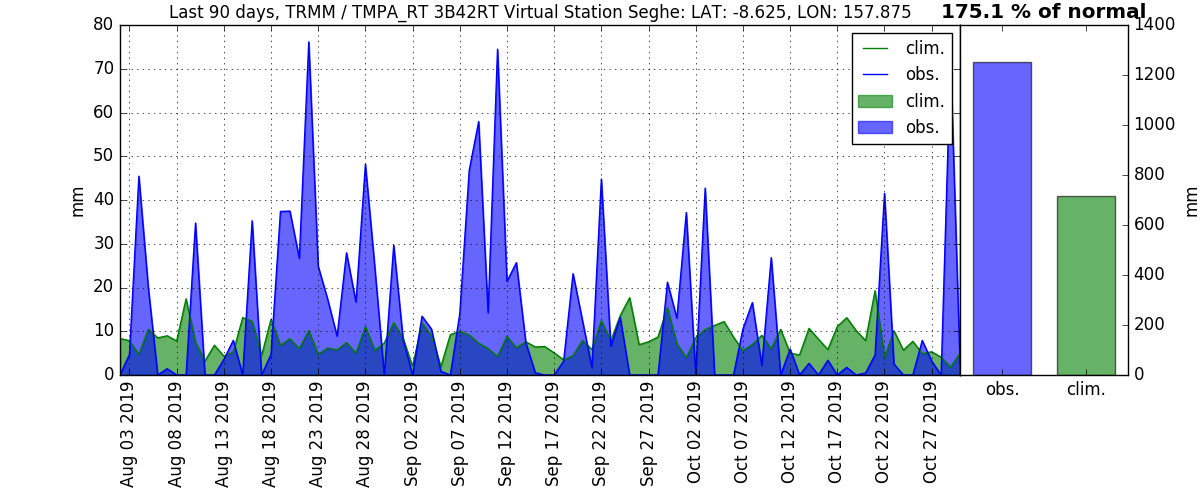 Last 90 days, TRMM / TMPA_RT 3B42RT Virtual Station Seghe: LAT: -8.625, LON: 157.875
175.1 % of normal
80
70
60
50
40
30
20
10
0
mm
clim.
obs.
clim.
obs.
1400
1200
1000
800
600
400
200
0
mm
Aug 03 2019
Aug 08 2019
Aug 13 2019
Aug 18 2019
Aug 23 2019
Aug 28 2019
Sep 02 2019
Sep 07 2019
Sep 12 2019
Sep 17 2019
Sep 22 2019
Sep 27 2019
Oct 02 2019
Oct 07 2019
Oct 12 2019
Oct 17 2019
Oct 22 2019
Oct 27 2019
obs.
clim.